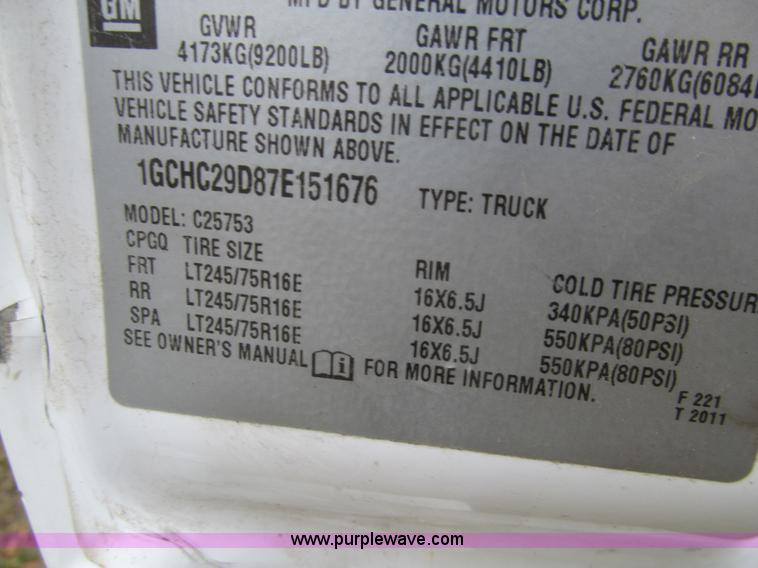 GM
MFD BY GENERAL MOTORS CORP.
GVWR GAWR FRT GAWR RR
4173KG(9200LB) 2000KG(4410LB) 2760KG(6084
THIS VEHICLE CONFORMS TO ALL APPLICABLE U.S. FEDERAL MO
VEHICLE SAFETY STANDARDS IN EFFECT ON THE DATE OF
MANUFACTURE SHOWN ABOVE.
1GCHC29D87E151676 TYPE: TRUCK
MODEL: C25753
CPGQ TIRE SIZE RIM COLD TIRE PRESSUR
FRT LT245/75R16E 16X6.5J 340KPA(50PSI)
RR LT245/75R16E 16X6.5J 550KPA(80PSI)
SPA LT245/75R16E 16X6.5J 550KPA(80PSI)
SEE OWNER'S MANUAL i FOR MORE INFORMATION.
F 221
T 2011
www.purplewave.com